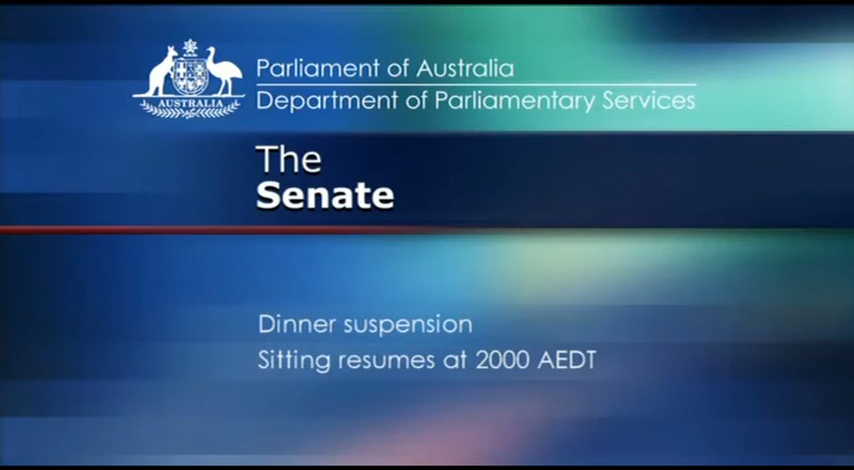 Parliament of Australia
AUSTRALIA
Department of Parliamentary Services
The
Senate
Dinner suspension
Sitting resumes at 2000 AEDT